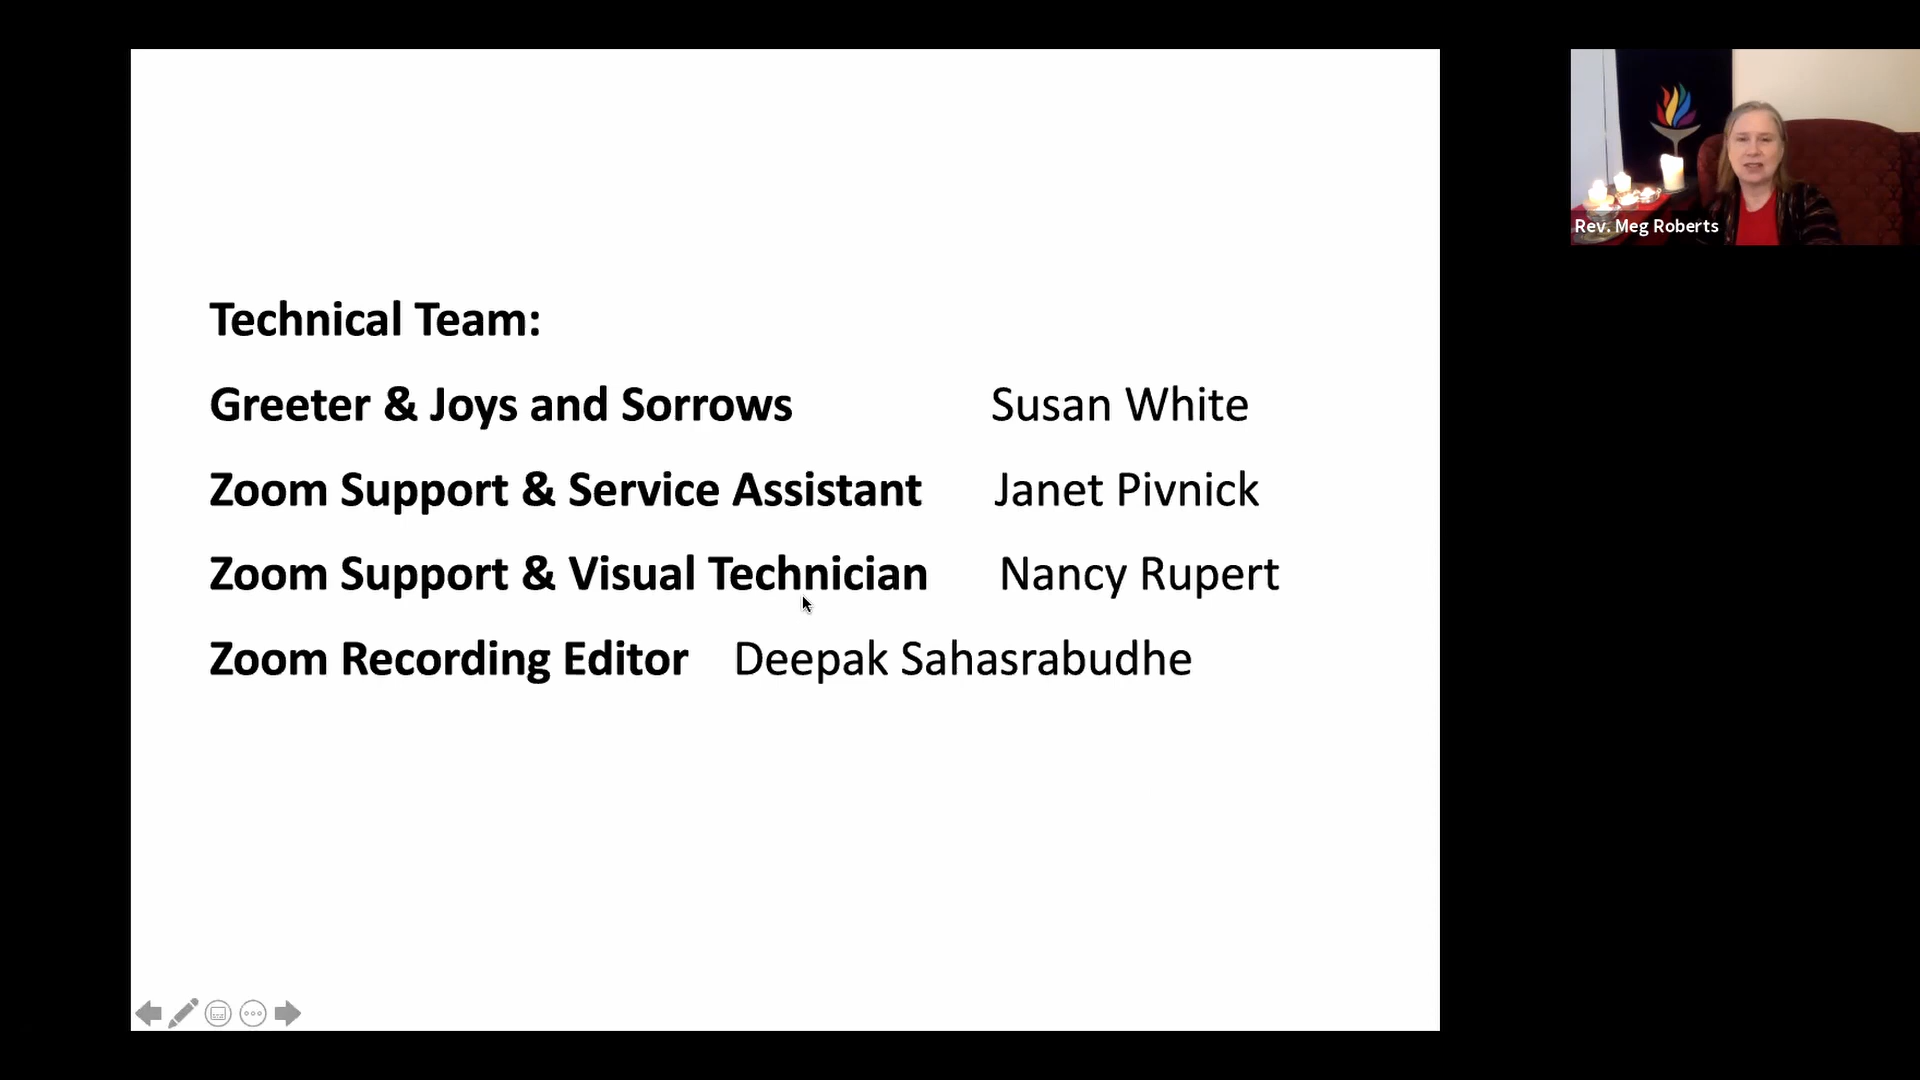 Technical Team:
Greeter & Joys and Sorrows Susan White
Zoom Support & Service Assistant Janet Pivnick
Zoom Support & Visual Technician Nancy Rupert
Zoom Recording Editor Deepak Sahasrabudhe
Rev. Meg Roberts